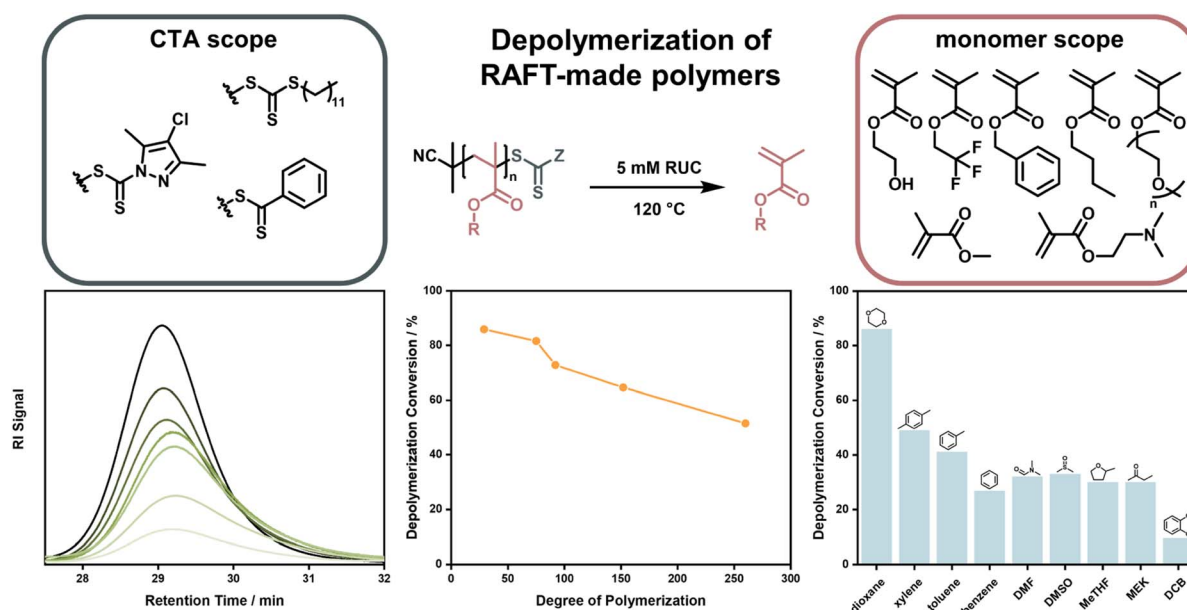 CTA scope
S
S
11
S
Cl
N
N
S
S
S
S
Depolymerization of
RAFT-made polymers
NC
n
S
Z
S
O
O
R
5 mM RUC
120 °C
O
R
O
monomer scope
O
O
O
O
O
O
O
O
O
O
OH
F
F
F
O
n
O
O
O
O
N
RI Signal
28
29
30
31
32
Retention Time / min
Depolymerization Conversion / %
100
80
60
40
20
0
0
50
100
150
200
250
300
Degree of Polymerization
Depolymerization Conversion / %
100
80
60
40
20
0
O
O
O
N
O
S
O
O
dioxane
xylene
toluene
benzene
DMF
DMSO
MeTHF
MEK
DCB